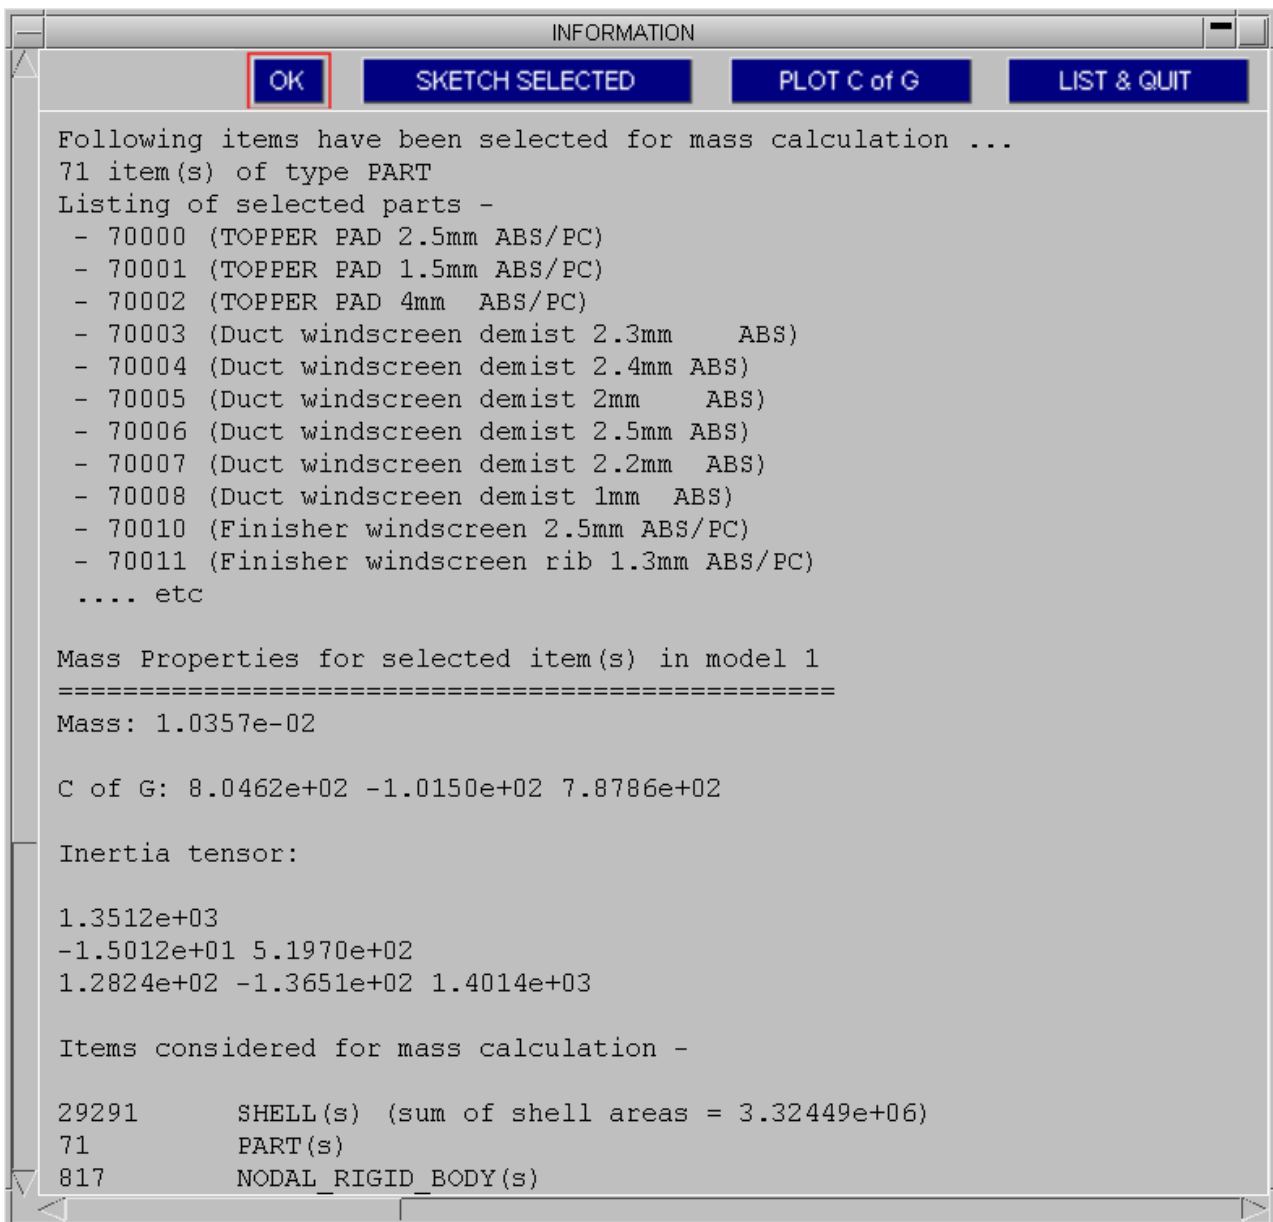 INFORMATION
OK SKETCH SELECTED PLOT C of G LIST & QUIT
Following items have been selected for mass calculation ...
71 item(s) of type PART
Listing of selected parts -
- 70000 (TOPPER PAD 2.5mm ABS/PC)
- 70001 (TOPPER PAD 1.5mm ABS/PC)
- 70002 (TOPPER PAD 4mm  ABS/PC)
- 70003 (Duct windscreen demist 2.3mm    ABS)
- 70004 (Duct windscreen demist 2.4mm ABS)
- 70005 (Duct windscreen demist 2mm    ABS)
- 70006 (Duct windscreen demist 2.5mm ABS)
- 70007 (Duct windscreen demist 2.2mm  ABS)
- 70008 (Duct windscreen demist 1mm  ABS)
- 70010 (Finisher windscreen 2.5mm ABS/PC)
- 70011 (Finisher windscreen rib 1.3mm ABS/PC)
.... etc
Mass Properties for selected item(s) in model 1
================================================
Mass: 1.0357e-02
C of G: 8.0462e+02 -1.0150e+02 7.8786e+02
Inertia tensor:
1.3512e+03
-1.5012e+01 5.1970e+02
1.2824e+02 -1.3651e+02 1.4014e+03
Items considered for mass calculation -
29291 SHELL(s) (sum of shell areas = 3.32449e+06)
71 PART(s)
817 NODAL_RIGID_BODY(s)